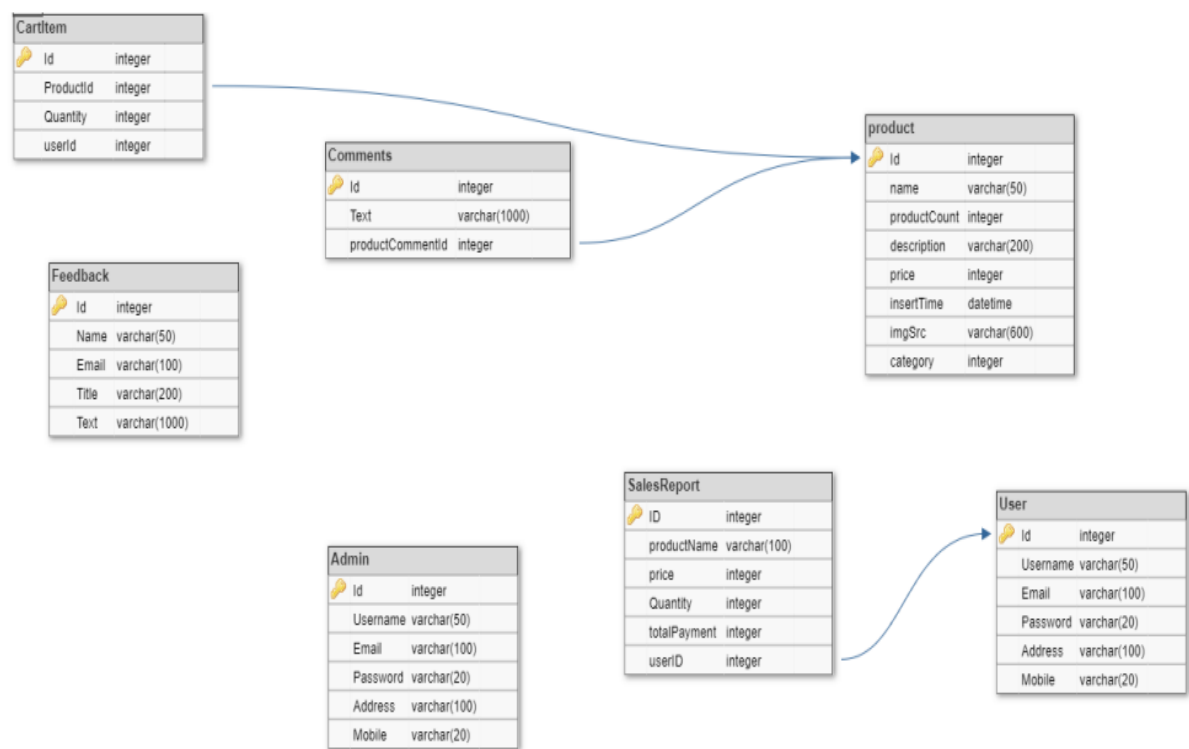 CartItem
Id integer
ProductId integer
Quantity integer
userId integer
Comments
Id integer
Text varchar(1000)
productCommentId integer
product
Id integer
name varchar(50)
productCount integer
description varchar(200)
price integer
insertTime datetime
imgSrc varchar(600)
category integer
Feedback
Id integer
Name varchar(50)
Email varchar(100)
Title varchar(200)
Text varchar(1000)
SalesReport
ID integer
productName varchar(100)
price integer
Quantity integer
totalPayment integer
userID integer
User
Id integer
Username varchar(50)
Email varchar(100)
Password varchar(20)
Address varchar(100)
Mobile varchar(20)
Admin
Id integer
Username varchar(50)
Email varchar(100)
Password varchar(20)
Address varchar(100)
Mobile varchar(20)